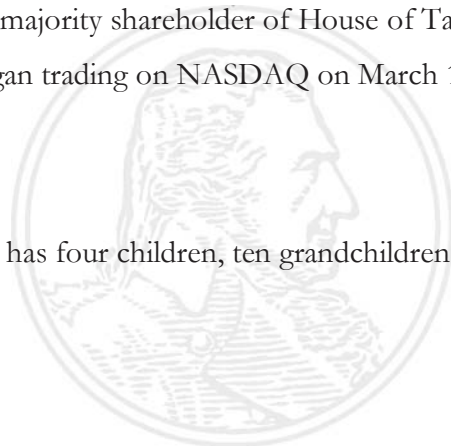 majority shareholder of House of Ta
gan trading on NASDAQ on March 1
has four children, ten grandchildren